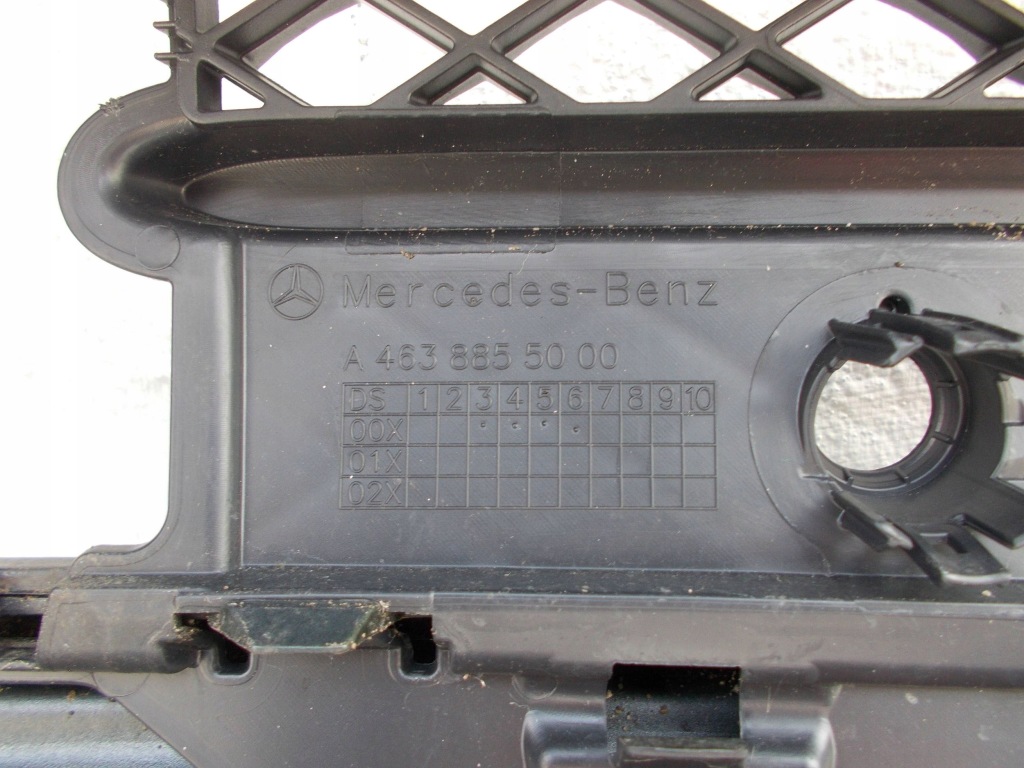 Mercedes-Benz
A 463 885 50 00
DS 1 2 3 4 5 6 7 8 9 10
00X
01X
02X